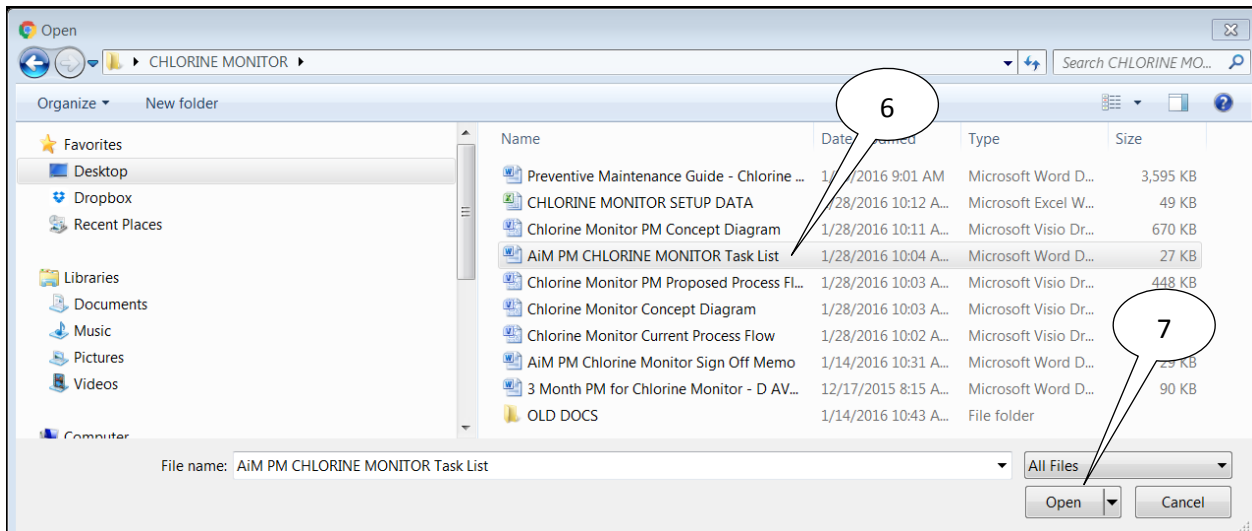 Open
CHLORINE MONITOR
Search CHLORINE MO...
Organize New folder
Favorites
Desktop
Dropbox
Recent Places
Libraries
Documents
Music
Pictures
Videos
Computer
Name Type Size
Preventive Maintenance Guide - Chlorine ... 9:01 AM Microsoft Word D... 3,595 KB
CHLORINE MONITOR SETUP DATA 10:12 A... Microsoft Excel W... 49 KB
Chlorine Monitor PM Concept Diagram 1/28/2016 10:11 A... Microsoft Visio Dr... 670 KB
AiM PM CHLORINE MONITOR Task List 1/28/2016 10:04 A... Microsoft Word D... 27 KB
Chlorine Monitor PM Proposed Process Fl... 1/28/2016 10:03 A... Microsoft Visio Dr... 448 KB
Chlorine Monitor Concept Diagram 1/28/2016 10:03 A... Microsoft Visio Dr...
Chlorine Monitor Current Process Flow 1/28/2016 10:02 A... Microsoft Visio Dr...
AiM PM Chlorine Monitor Sign Off Memo 1/14/2016 10:31 A... Microsoft Word D... 29 KB
3 Month PM for Chlorine Monitor - D AV... 12/17/2015 8:15 A... Microsoft Word D... 90 KB
OLD DOCS 1/14/2016 10:43 A... File folder
File name: AiM PM CHLORINE MONITOR Task List
All Files
Open Cancel
6
7